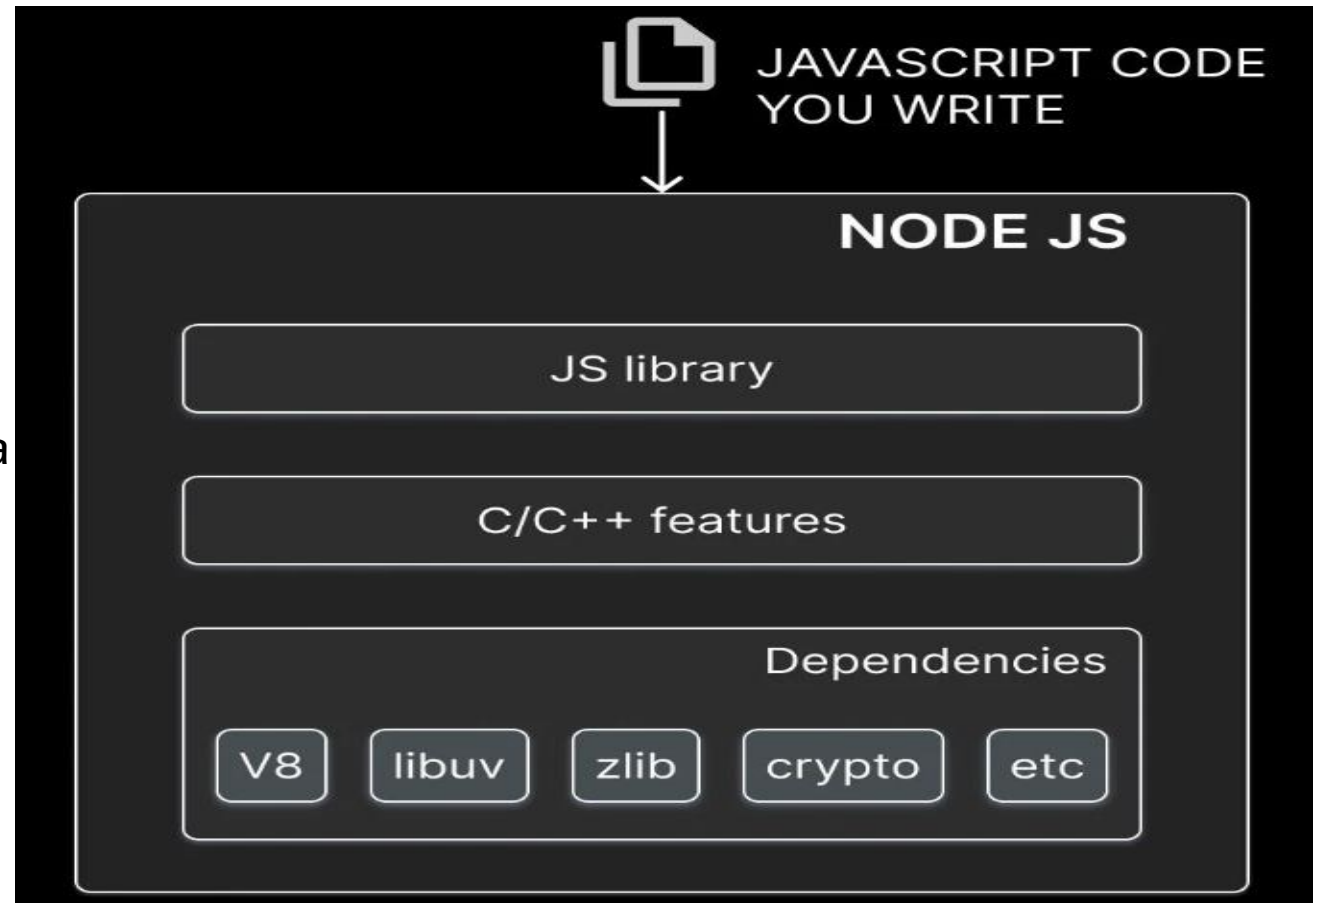 JAVASCRIPT CODE
YOU WRITE
NODE JS
JS library
a
C/C++ features
Dependencies
V8 libuv zlib crypto etc